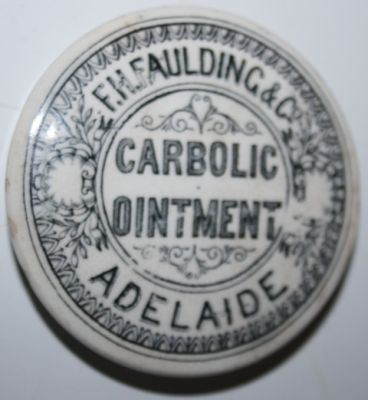 F.H. FAULDING & Co
CARBOLIC
OINTMENT
ADELAIDE